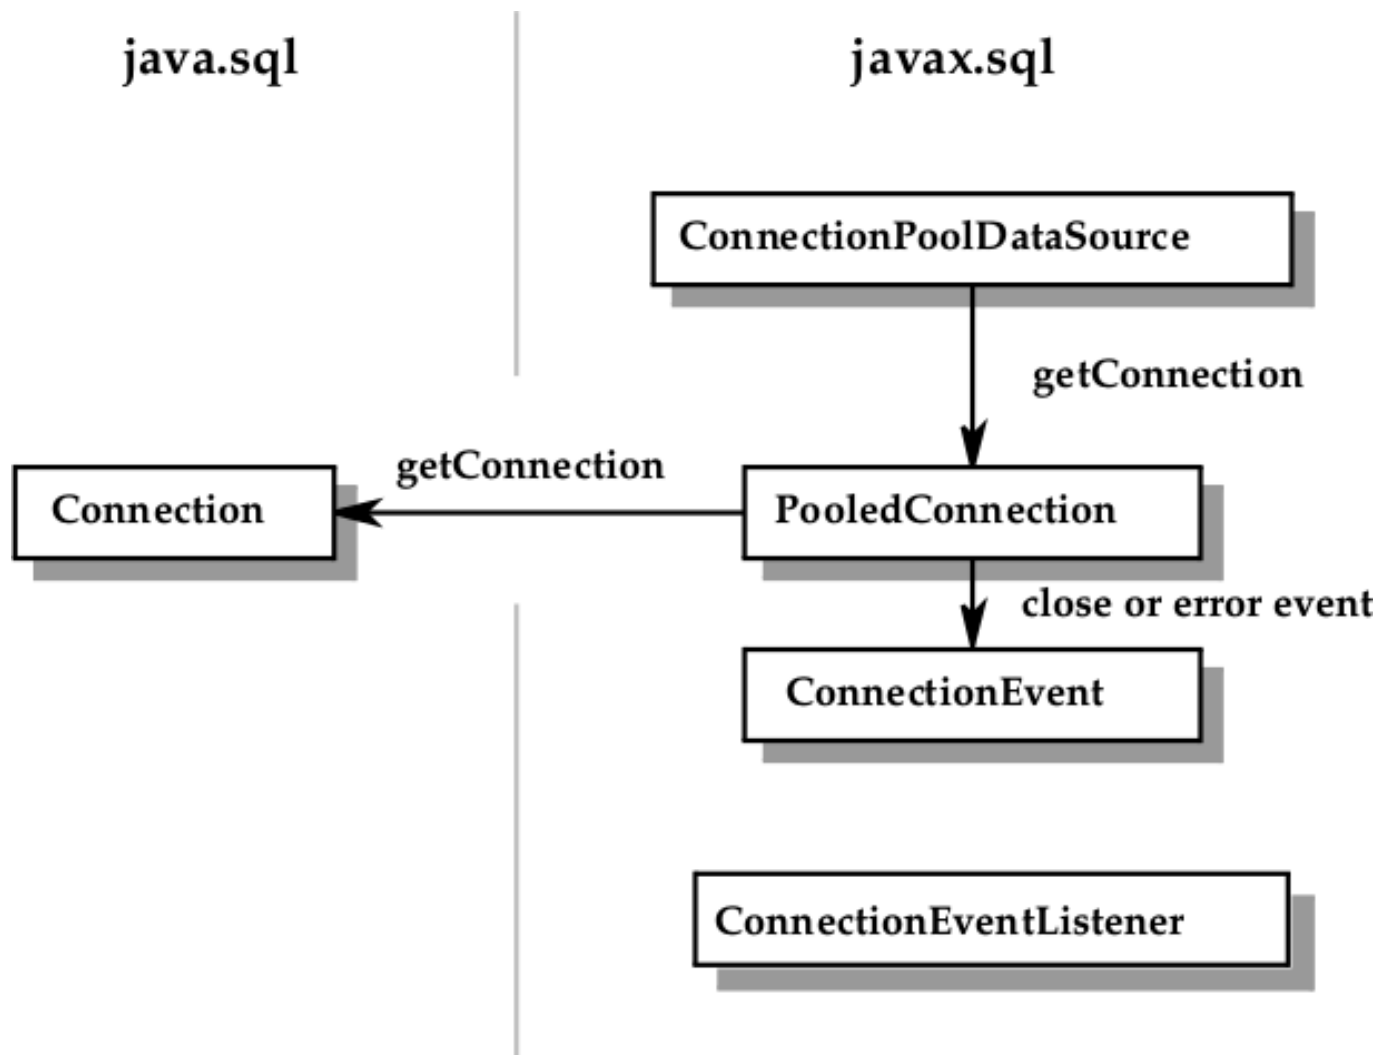 java.sql
javax.sql
ConnectionPoolDataSource
getConnection
getConnection
Connection
PooledConnection
close or error event
ConnectionEvent
ConnectionEventListener